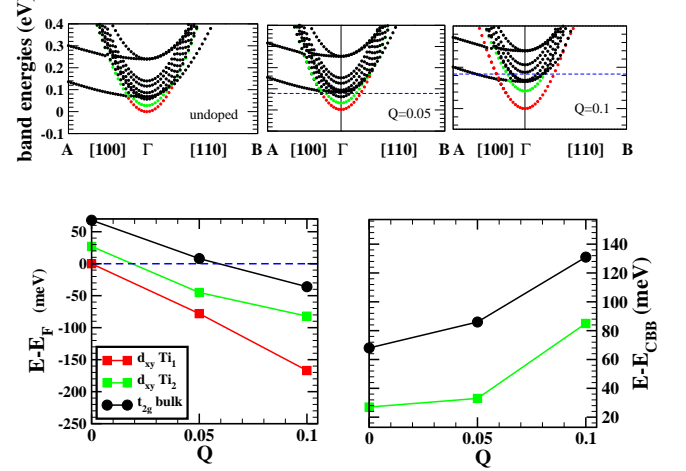 band energies (eV)
0.4
0.3
0.2
0.1
0
-0.1
undoped
Q=0.05
Q=0.1
A [100] Γ [110] B
A [100] Γ [110] B
A [100] Γ [110] B
E-E_F (meV)
50
0
-50
-100
-150
-200
-250
d_xy Ti_1
d_xy Ti_2
t_2g bulk
0 0.05 0.1
Q
E-E_CBB (meV)
140
120
100
80
60
40
20
0 0.05 0.1
Q